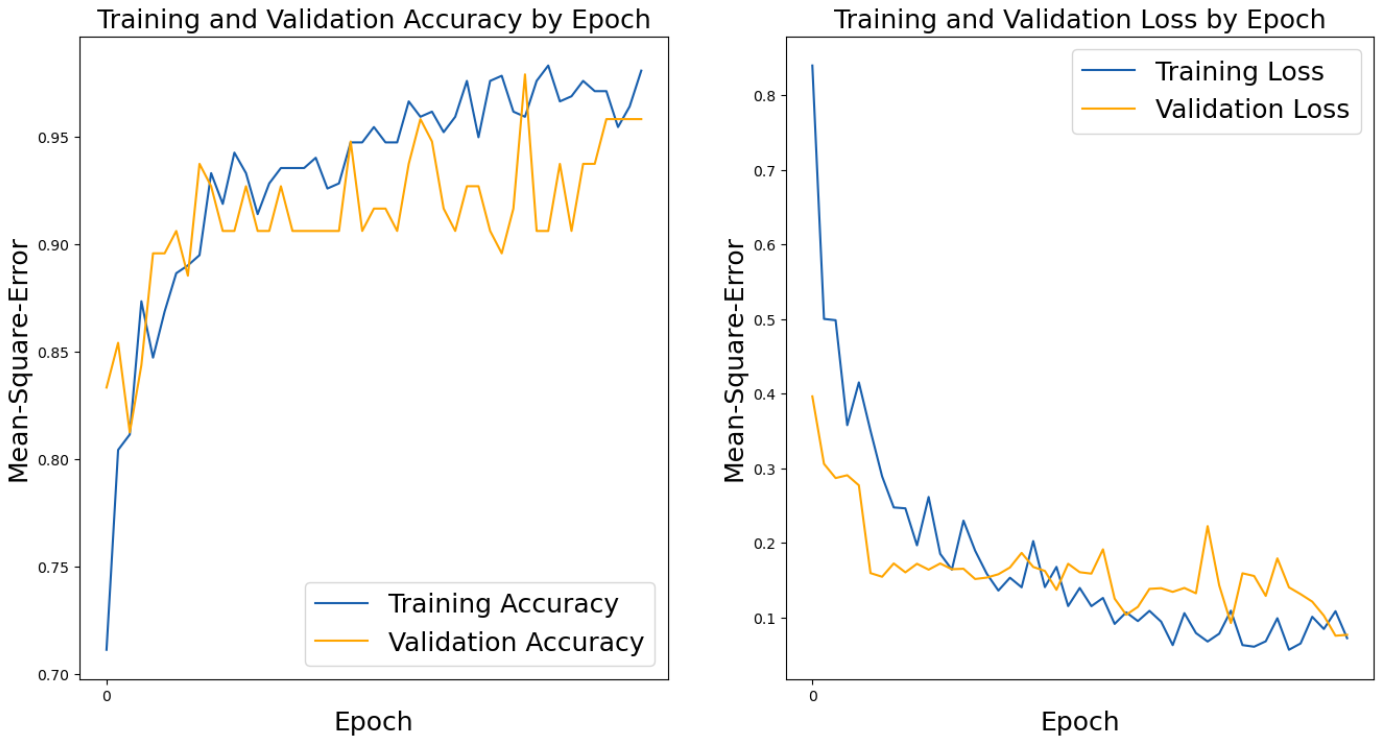 Training and Validation Accuracy by Epoch
Mean-Square-Error
0.95
0.90
0.85
0.80
0.75
0.70
Training Accuracy
Validation Accuracy
0
Epoch
Training and Validation Loss by Epoch
Mean-Square-Error
0.8
0.7
0.6
0.5
0.4
0.3
0.2
0.1
Training Loss
Validation Loss
0
Epoch